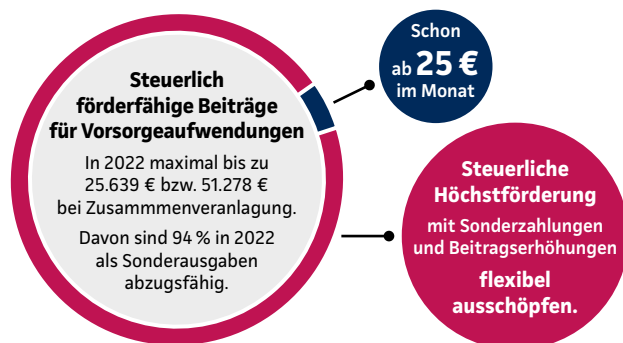 Steuerlich
förderfähige Beiträge
für Vorsorgeaufwendungen
In 2022 maximal bis zu
25.639 € bzw. 51.278 €
bei Zusammmenveranlagung.
Davon sind 94 % in 2022
als Sonderausgaben
abzugsfähig.
Schon
ab 25 €
im Monat
Steuerliche
Höchstförderung
mit Sonderzahlungen
und Beitragserhöhungen
flexibel
ausschöpfen.